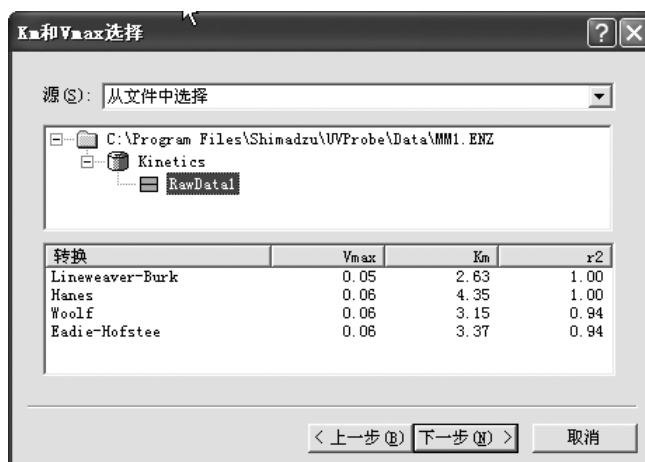 Km和Vmax选择
源(S): 从文件中选择
C:\Program Files\Shimadzu\UVProbe\Data\MM1.ENZ
Kinetics
RawData1
转换 Vmax Km r2
Lineweaver-Burk 0.05 2.63 1.00
Hanes 0.06 4.35 1.00
Woolf 0.06 3.15 0.94
Eadie-Hofstee 0.06 3.37 0.94
< 上一步(B) 下一步(N) > 取消